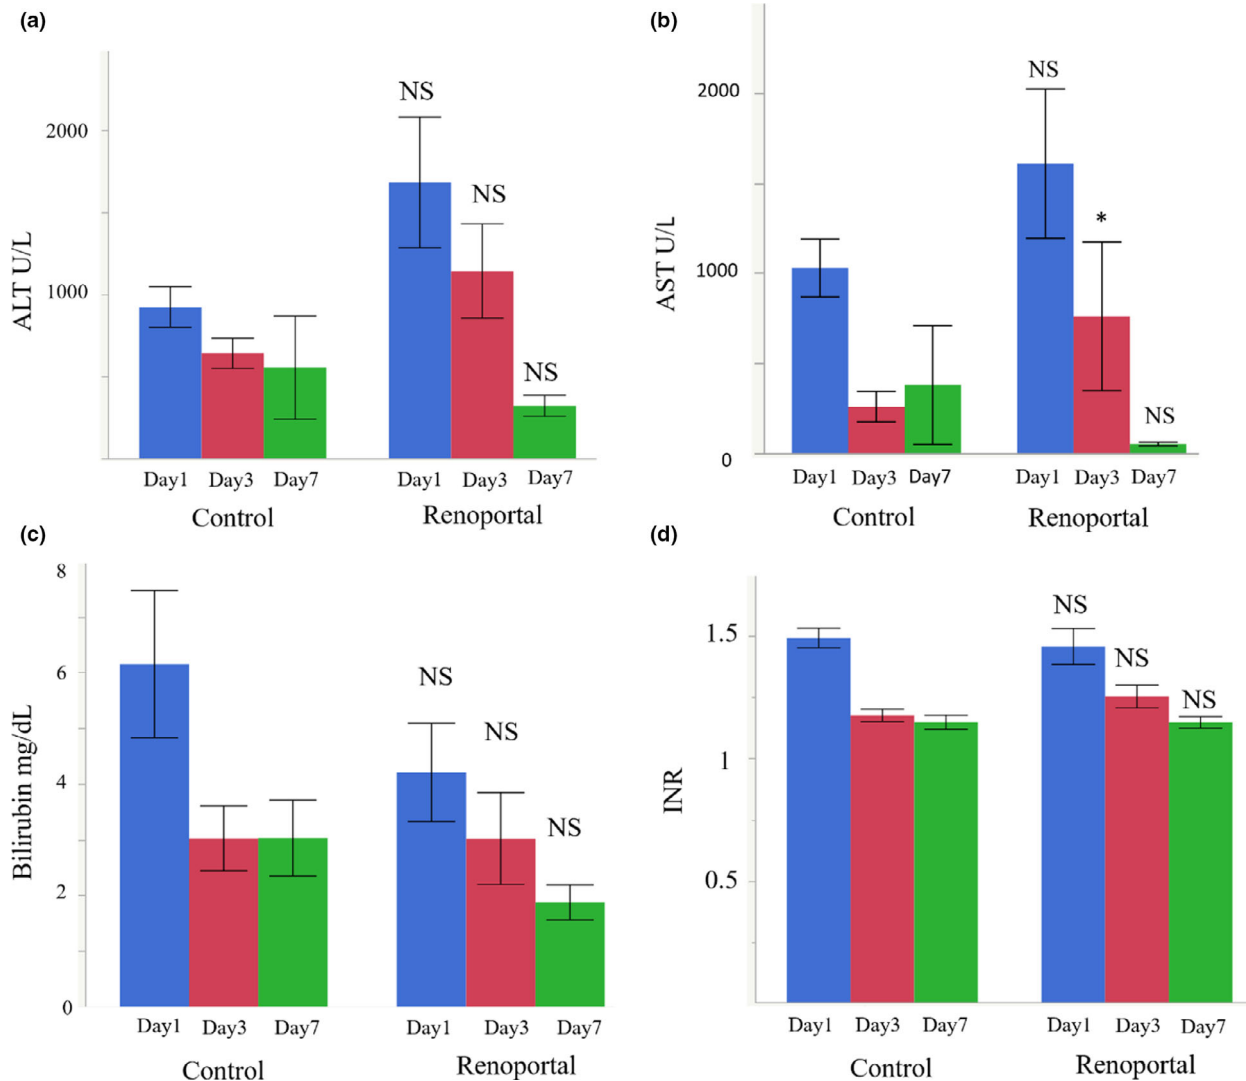 (a)
ALT U/L
2000
1000
NS
NS
NS
Day1 Day3 Day7
Day1 Day3 Day7
Control
Renoportal
(b)
AST U/L
2000
1000
0
NS
*
NS
Day1 Day3 Day7
Day1 Day3 Day7
Control
Renoportal
(c)
Bilirubin mg/dL
8
6
4
2
0
NS
NS
NS
Day1 Day3 Day7
Day1 Day3 Day7
Control
Renoportal
(d)
INR
1.5
1
0.5
NS
NS
NS
Day1 Day3 Day7
Day1 Day3 Day7
Control
Renoportal